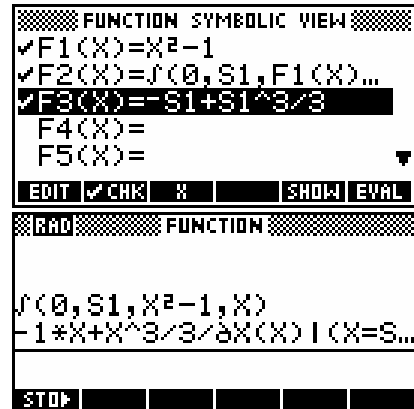 FUNCTION SYMBOLIC VIEW
✓F1(X)=X²-1
✓F2(X)=∫(0,S1,F1(X)…
✓F3(X)=-S1+S1^3/3
F4(X)=
F5(X)=
EDIT ✓CHK X SHOW EVAL
RAD FUNCTION
∫(0,S1,X²-1,X)
-1*X+X^3/3/∂X(X)|(X=S…
STO▶